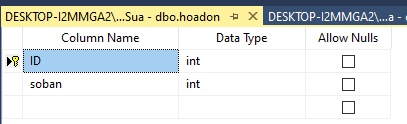 DESKTOP-I2MMGA2\...Sua - dbo.hoadon DESKTOP-I2MMGA2\...a -
Column Name Data Type Allow Nulls
ID int
soban int